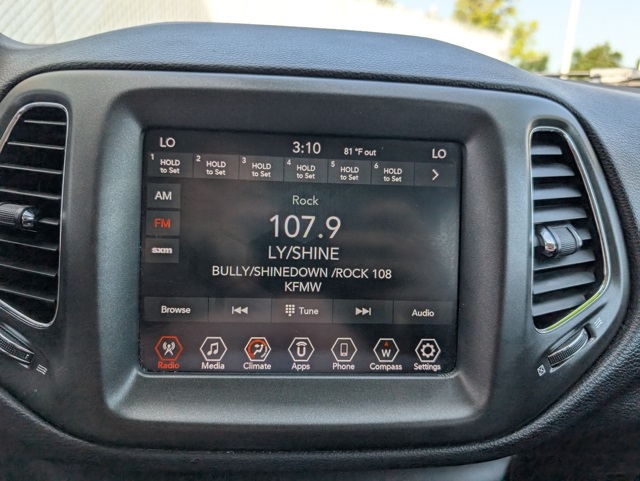 LO 3:10 81 °F out LO
1 HOLD to Set 2 HOLD to Set 3 HOLD to Set 4 HOLD to Set 5 HOLD to Set 6 HOLD to Set
AM
FM
sxm
Rock
107.9
LY/SHINE
BULLY/SHINEDOWN /ROCK 108
KFMW
Browse Tune Audio
W
Radio Media Climate Apps Phone Compass Settings